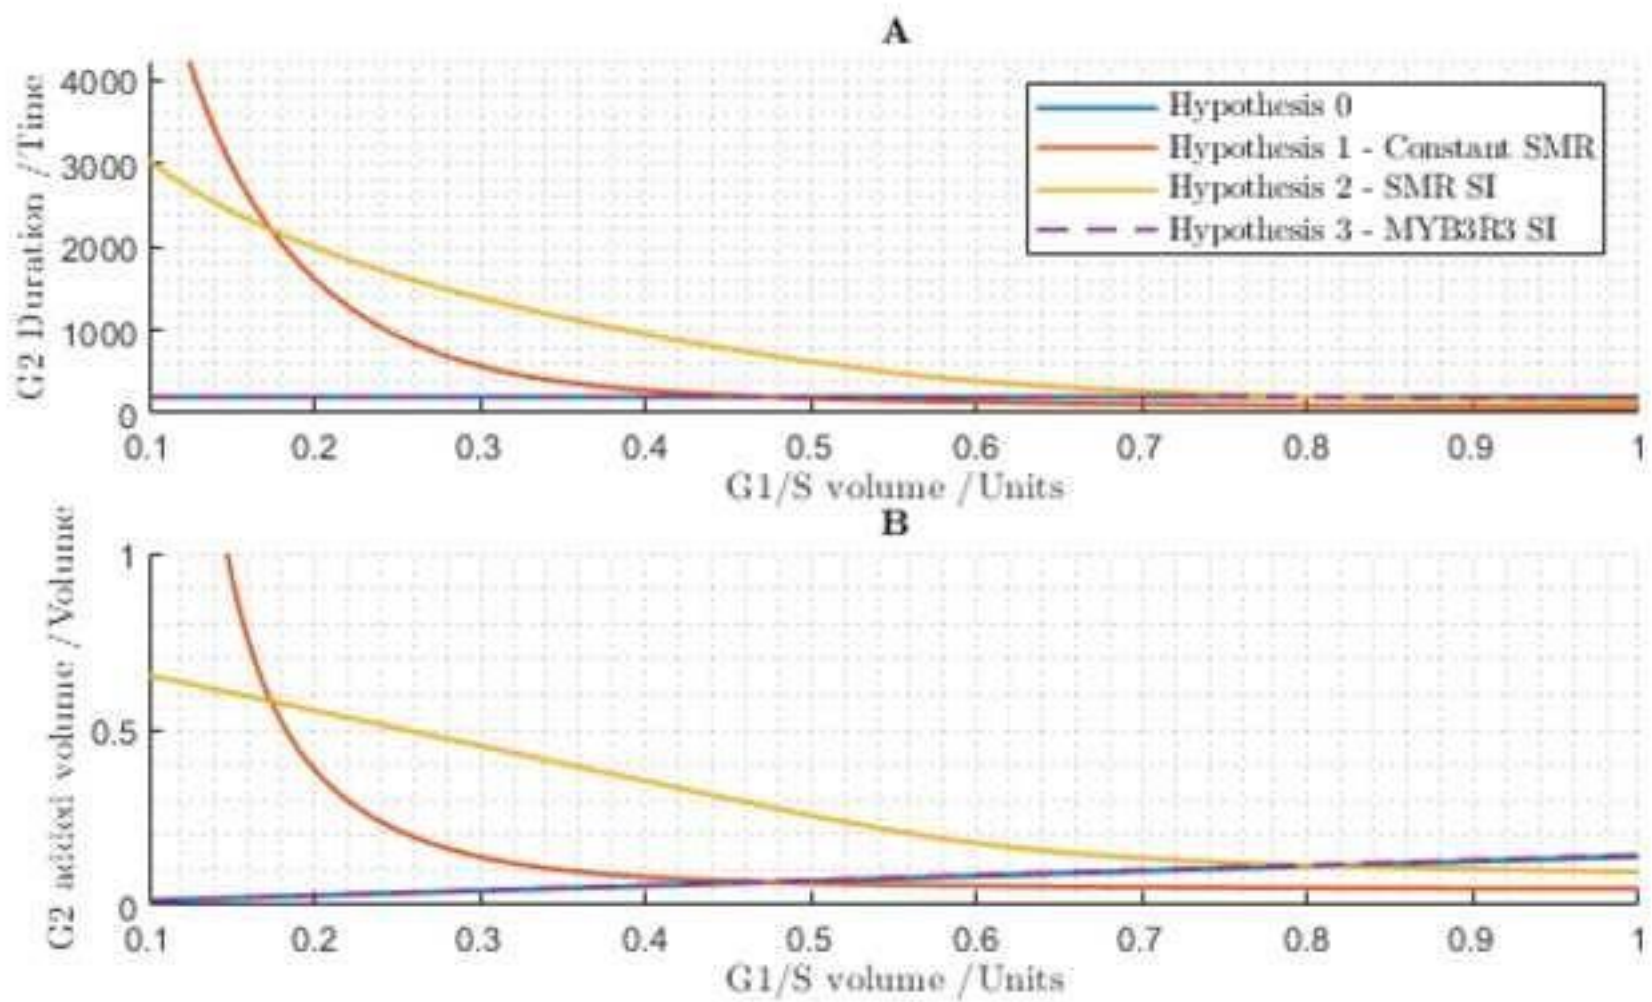 A
G2 Duration /Time
4000
3000
2000
1000
0
Hypothesis 0
Hypothesis 1 - Constant SMR
Hypothesis 2 - SMR SI
Hypothesis 3 - MYB3R3 SI
0.1 0.2 0.3 0.4 0.5 0.6 0.7 0.8 0.9 1
G1/S volume /Units
B
G2 added volume /Volume
1
0.5
0
0.1 0.2 0.3 0.4 0.5 0.6 0.7 0.8 0.9 1
G1/S volume /Units